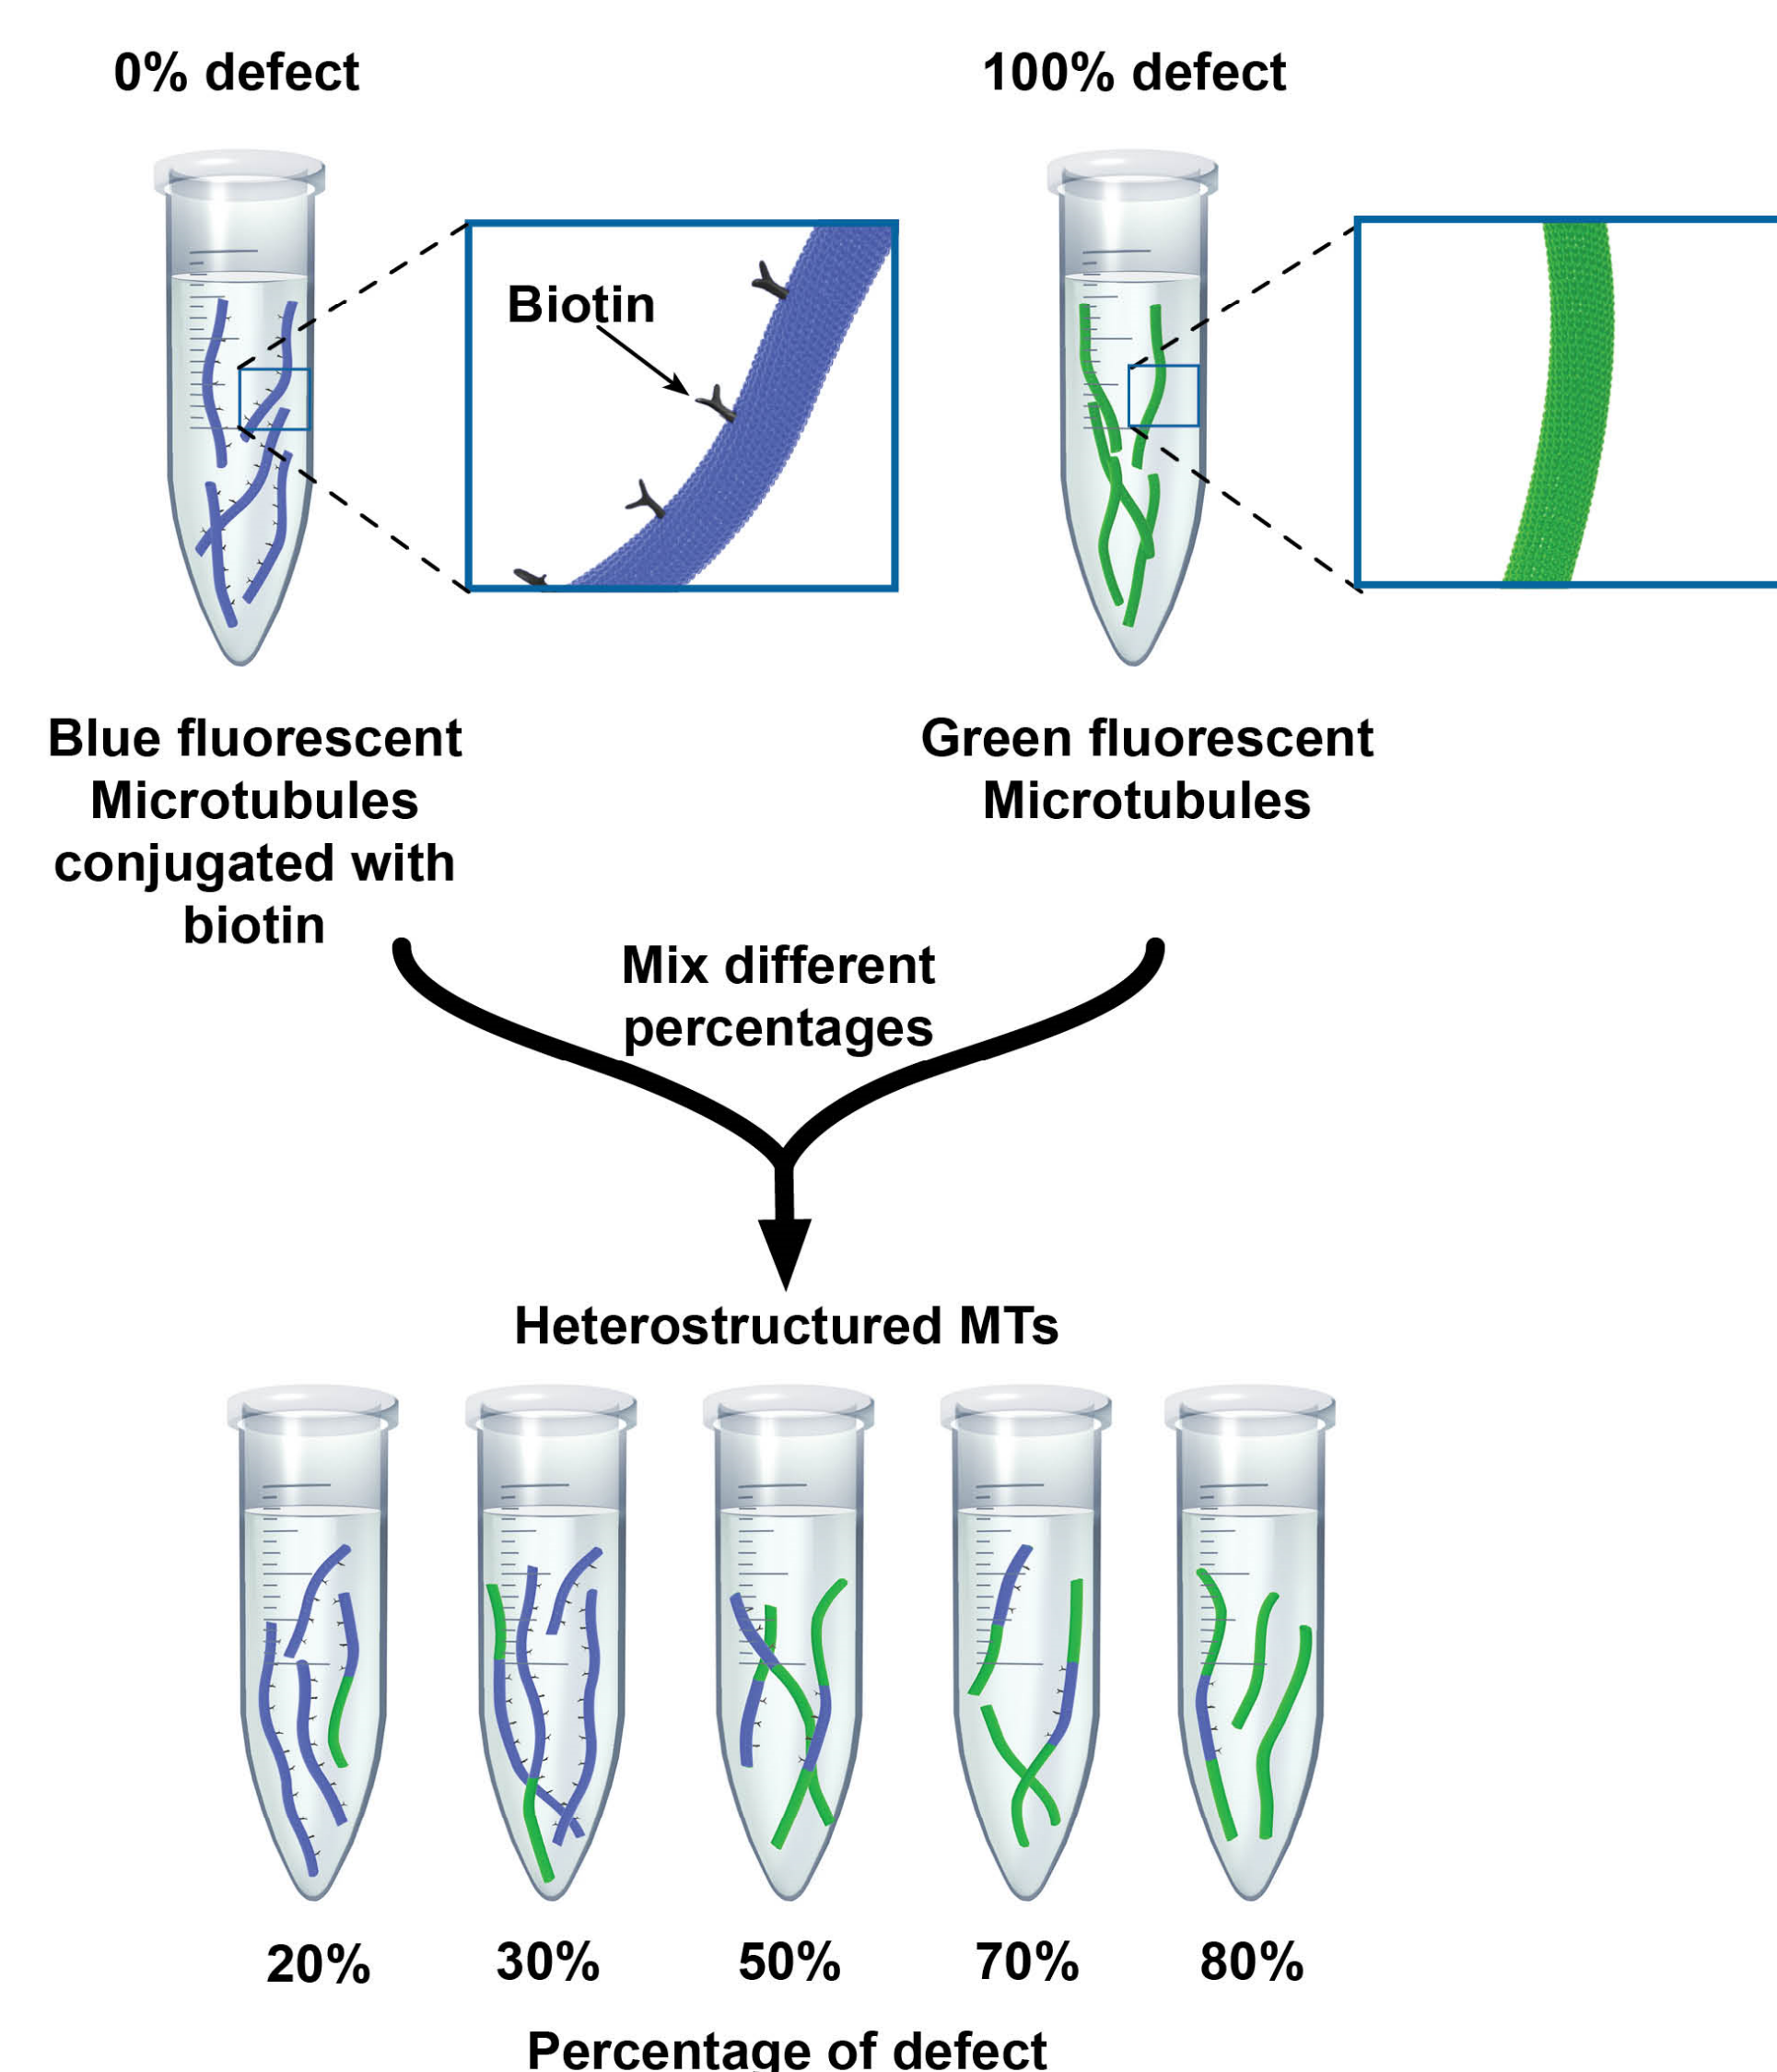 0% defect
100% defect
Biotin
Blue fluorescent
Microtubules
conjugated with
biotin
Green fluorescent
Microtubules
Mix different
percentages
Heterostructured MTs
20%
30%
50%
70%
80%
Percentage of defect